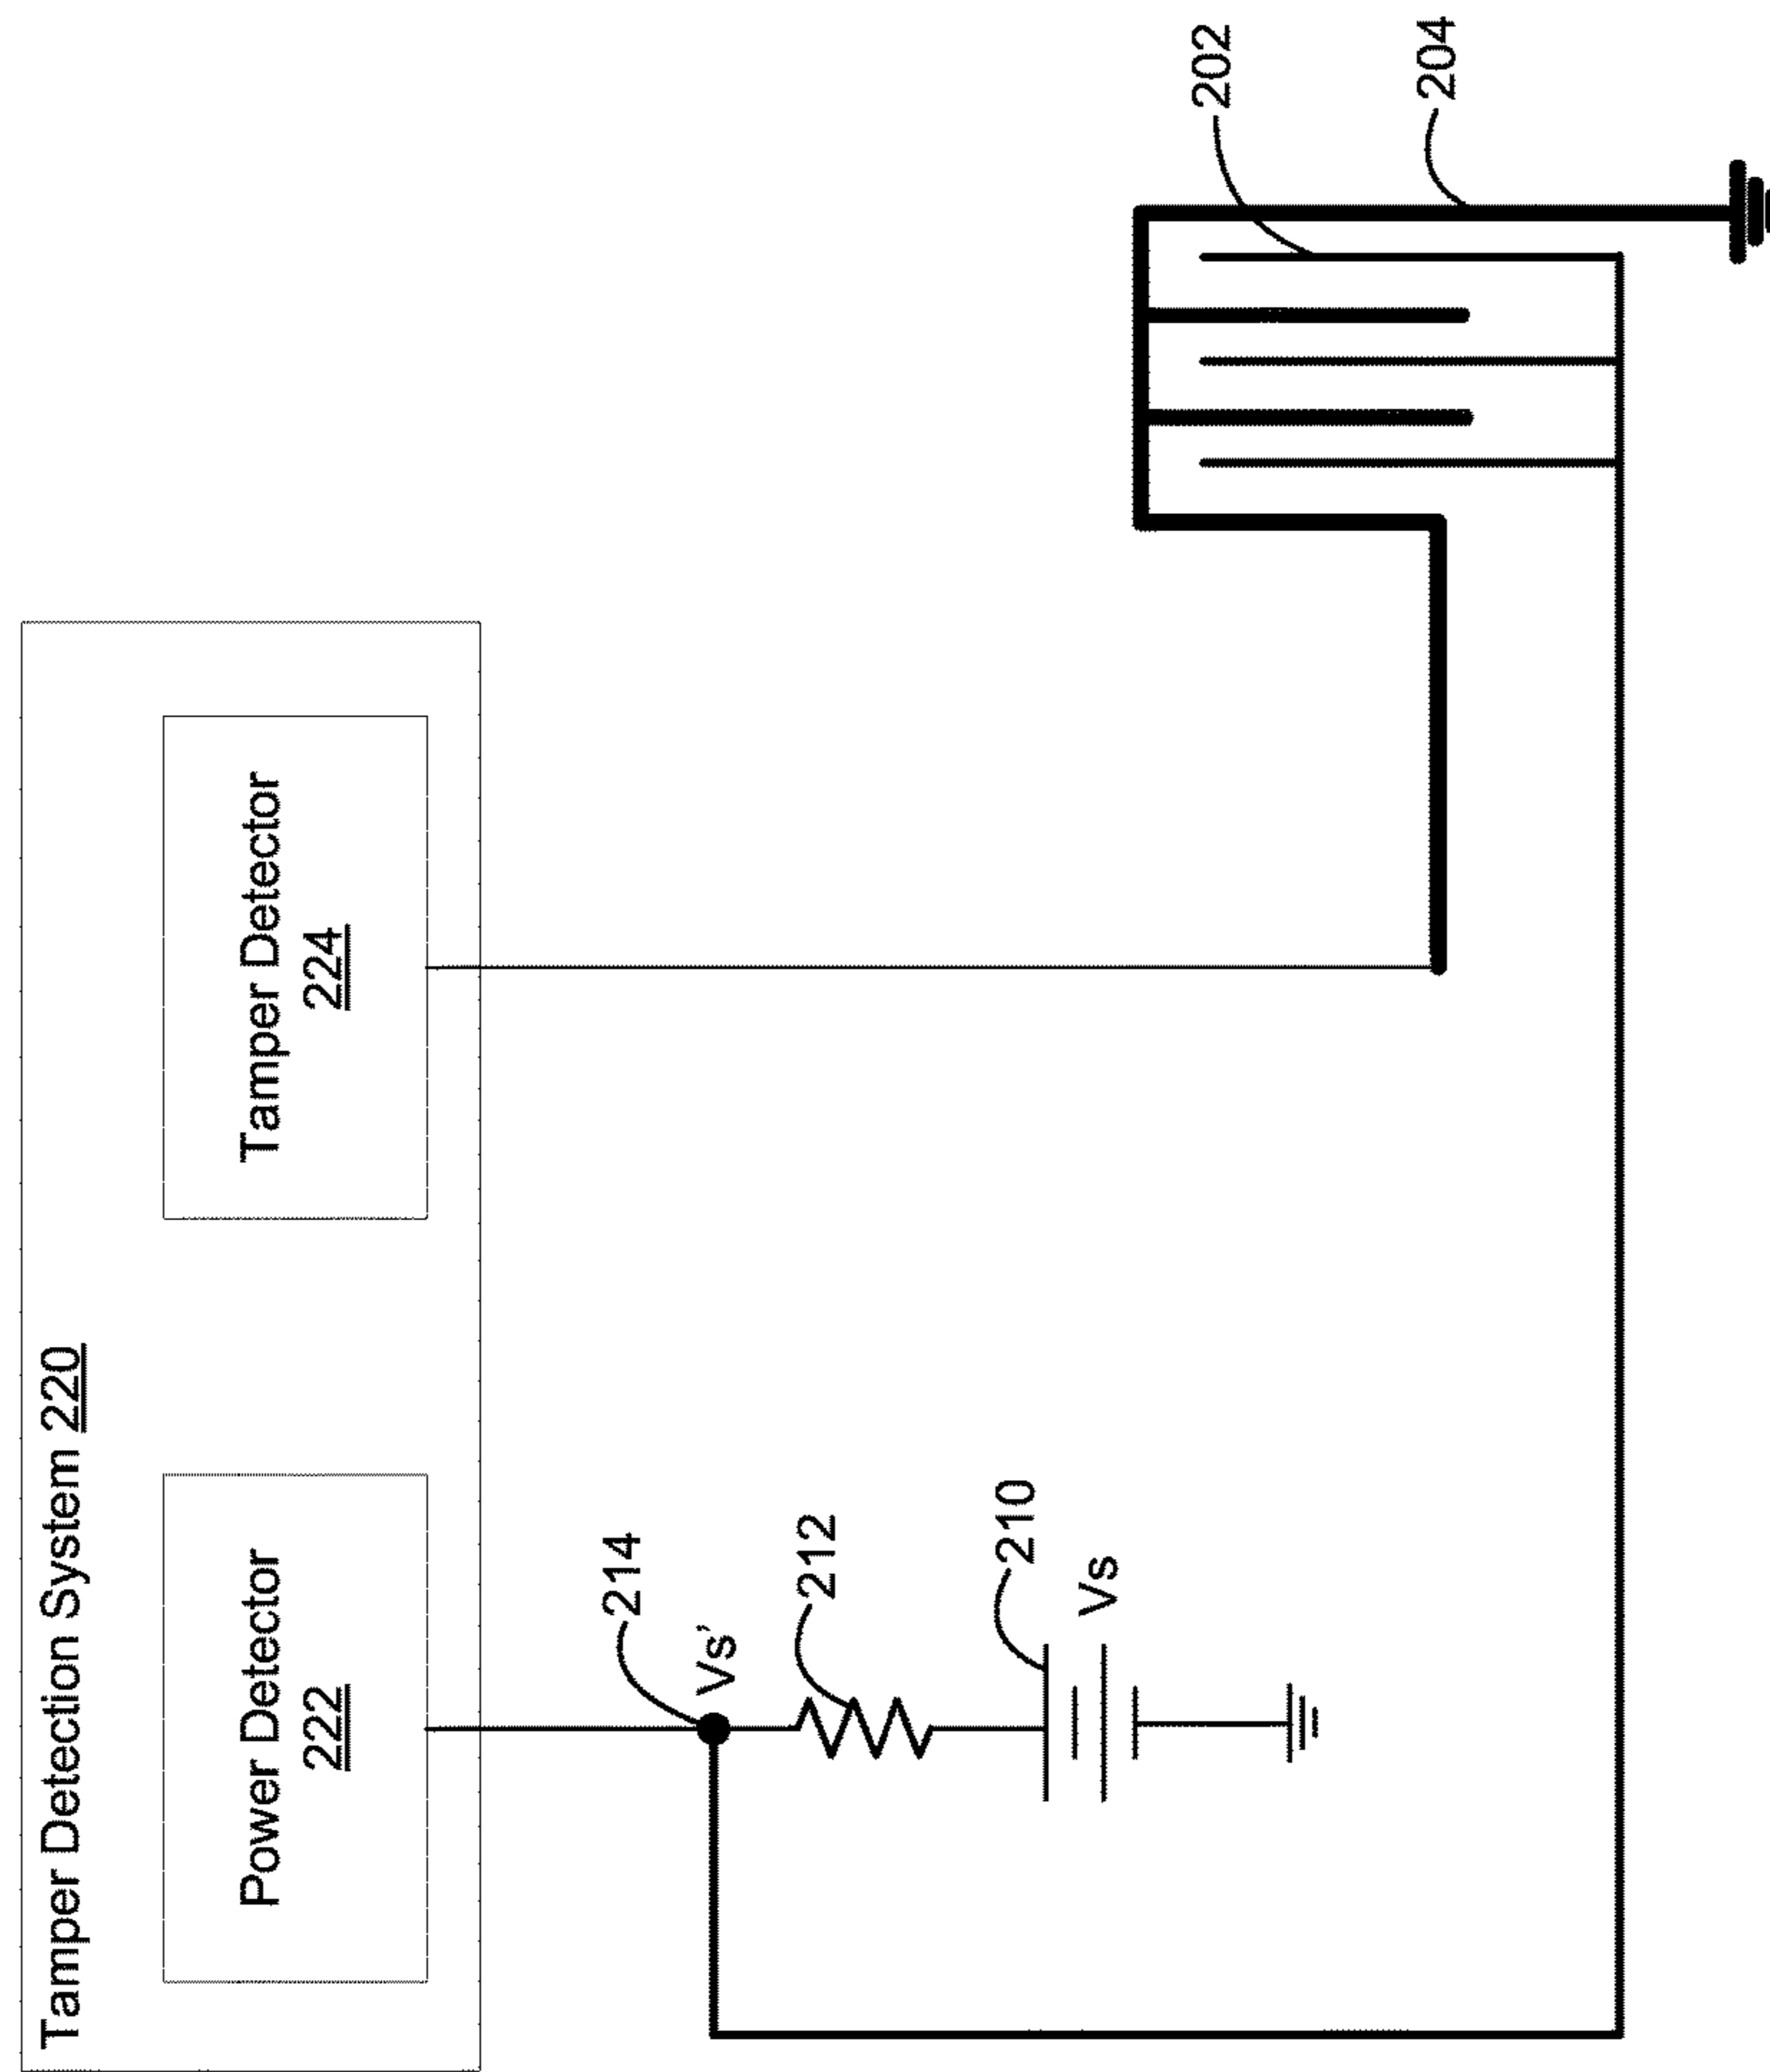 Tamper Detection System 220
Power Detector
222
Tamper Detector
224
214
Vs’
212
210
Vs
202
204